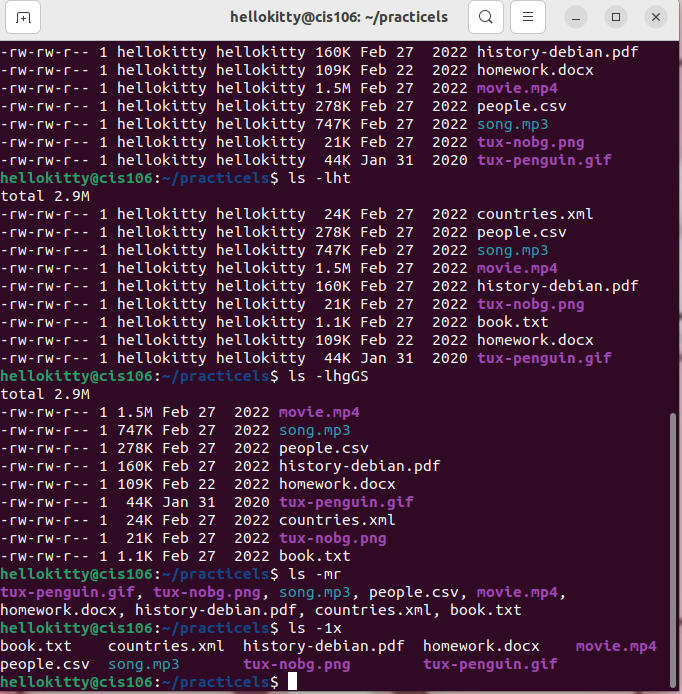 hellokitty@cis106: ~/practicels
-rw-rw-r-- 1 hellokitty hellokitty 160K Feb 27  2022 history-debian.pdf
-rw-rw-r-- 1 hellokitty hellokitty 109K Feb 22  2022 homework.docx
-rw-rw-r-- 1 hellokitty hellokitty 1.5M Feb 27  2022 movie.mp4
-rw-rw-r-- 1 hellokitty hellokitty 278K Feb 27  2022 people.csv
-rw-rw-r-- 1 hellokitty hellokitty 747K Feb 27  2022 song.mp3
-rw-rw-r-- 1 hellokitty hellokitty  21K Feb 27  2022 tux-nobg.png
-rw-rw-r-- 1 hellokitty hellokitty  44K Jan 31  2020 tux-penguin.gif
hellokitty@cis106:~/practicels$ ls -lht
total 2.9M
-rw-rw-r-- 1 hellokitty hellokitty  24K Feb 27  2022 countries.xml
-rw-rw-r-- 1 hellokitty hellokitty 278K Feb 27  2022 people.csv
-rw-rw-r-- 1 hellokitty hellokitty 747K Feb 27  2022 song.mp3
-rw-rw-r-- 1 hellokitty hellokitty 1.5M Feb 27  2022 movie.mp4
-rw-rw-r-- 1 hellokitty hellokitty 160K Feb 27  2022 history-debian.pdf
-rw-rw-r-- 1 hellokitty hellokitty  21K Feb 27  2022 tux-nobg.png
-rw-rw-r-- 1 hellokitty hellokitty 1.1K Feb 27  2022 book.txt
-rw-rw-r-- 1 hellokitty hellokitty 109K Feb 22  2022 homework.docx
-rw-rw-r-- 1 hellokitty hellokitty  44K Jan 31  2020 tux-penguin.gif
hellokitty@cis106:~/practicels$ ls -lhgGS
total 2.9M
-rw-rw-r-- 1 1.5M Feb 27  2022 movie.mp4
-rw-rw-r-- 1 747K Feb 27  2022 song.mp3
-rw-rw-r-- 1 278K Feb 27  2022 people.csv
-rw-rw-r-- 1 160K Feb 27  2022 history-debian.pdf
-rw-rw-r-- 1 109K Feb 22  2022 homework.docx
-rw-rw-r-- 1  44K Jan 31  2020 tux-penguin.gif
-rw-rw-r-- 1  24K Feb 27  2022 countries.xml
-rw-rw-r-- 1  21K Feb 27  2022 tux-nobg.png
-rw-rw-r-- 1 1.1K Feb 27  2022 book.txt
hellokitty@cis106:~/practicels$ ls -mr
tux-penguin.gif, tux-nobg.png, song.mp3, people.csv, movie.mp4,
homework.docx, history-debian.pdf, countries.xml, book.txt
hellokitty@cis106:~/practicels$ ls -1x
book.txt    countries.xml  history-debian.pdf  homework.docx    movie.mp4
people.csv  song.mp3       tux-nobg.png        tux-penguin.gif
hellokitty@cis106:~/practicels$